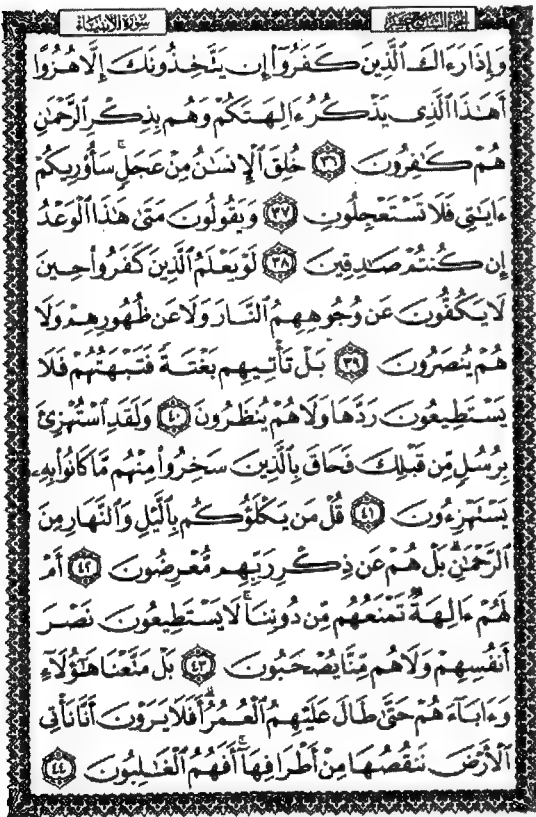 سورة الأنبياء
الجزء السابع عشر
وَإِذَا رَءَاكَ ٱلَّذِينَ كَفَرُوٓا۟ إِن يَتَّخِذُونَكَ إِلَّا هُزُوًا
أَهَٰذَا ٱلَّذِى يَذْكُرُ ءَالِهَتَكُمْ وَهُم بِذِكْرِ ٱلرَّحْمَٰنِ
هُمْ كَٰفِرُونَ ٣٦ خُلِقَ ٱلْإِنسَٰنُ مِنْ عَجَلٍ ۚ سَأُو۟رِيكُمْ
ءَايَٰتِى فَلَا تَسْتَعْجِلُونِ ٣٧ وَيَقُولُونَ مَتَىٰ هَٰذَا ٱلْوَعْدُ
إِن كُنتُمْ صَٰدِقِينَ ٣٨ لَوْ يَعْلَمُ ٱلَّذِينَ كَفَرُوا۟ حِينَ
لَا يَكُفُّونَ عَن وُجُوهِهِمُ ٱلنَّارَ وَلَا عَن ظُهُورِهِمْ وَلَا
هُمْ يُنصَرُونَ ٣٩ بَلْ تَأْتِيهِم بَغْتَةً فَتَبْهَتُهُمْ فَلَا
يَسْتَطِيعُونَ رَدَّهَا وَلَا هُمْ يُنظَرُونَ ٤٠ وَلَقَدِ ٱسْتُهْزِئَ
بِرُسُلٍ مِّن قَبْلِكَ فَحَاقَ بِٱلَّذِينَ سَخِرُوا۟ مِنْهُم مَّا كَانُوا۟ بِهِۦ
يَسْتَهْزِءُونَ ٤١ قُلْ مَن يَكْلَؤُكُم بِٱلَّيْلِ وَٱلنَّهَارِ مِنَ
ٱلرَّحْمَٰنِ ۗ بَلْ هُمْ عَن ذِكْرِ رَبِّهِم مُّعْرِضُونَ ٤٢ أَمْ
لَهُمْ ءَالِهَةٌ تَمْنَعُهُم مِّن دُونِنَا ۚ لَا يَسْتَطِيعُونَ نَصْرَ
أَنفُسِهِمْ وَلَا هُم مِّنَّا يُصْحَبُونَ ٤٣ بَلْ مَتَّعْنَا هَٰٓؤُلَآءِ
وَءَابَآءَهُمْ حَتَّىٰ طَالَ عَلَيْهِمُ ٱلْعُمُرُ ۗ أَفَلَا يَرَوْنَ أَنَّا نَأْتِى
ٱلْأَرْضَ نَنقُصُهَا مِنْ أَطْرَافِهَآ ۚ أَفَهُمُ ٱلْغَٰلِبُونَ ٤٤